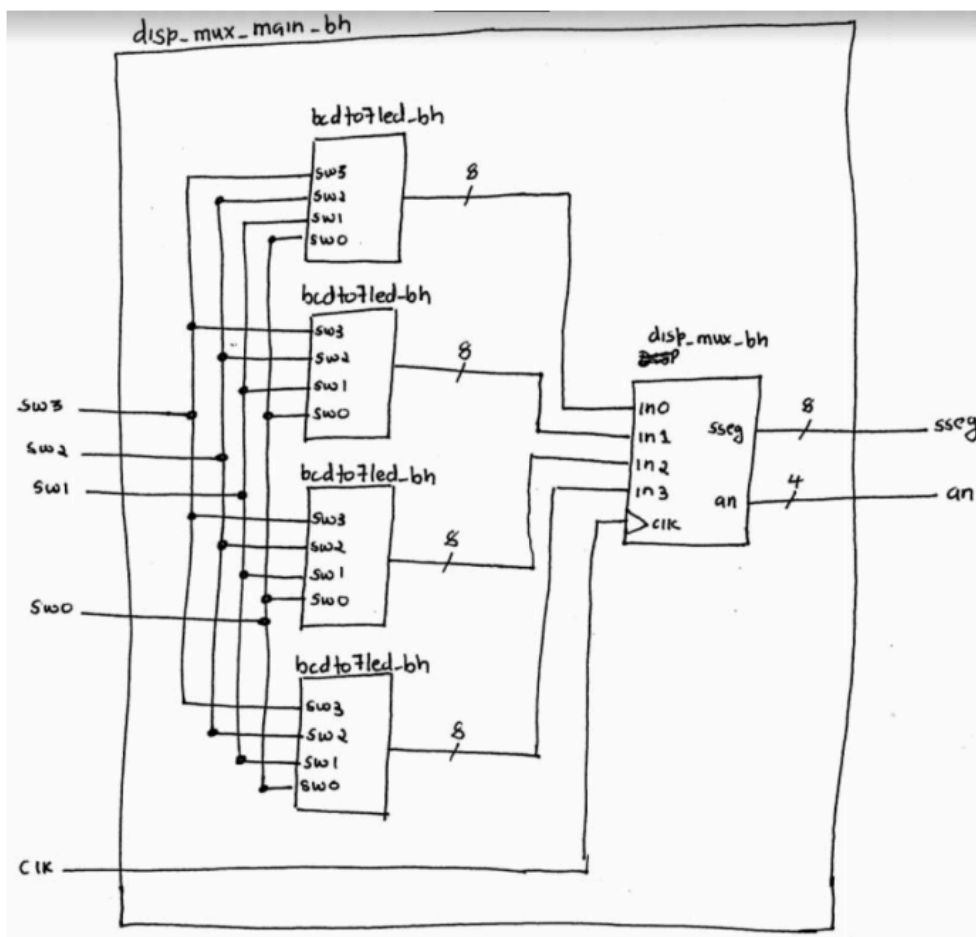 disp_mux_main_bh
bcdto7led_bh
sw3
sw2
sw1
sw0
8
bcdto7led_bh
sw3
sw2
sw1
sw0
8
disp_mux_bh
in0
in1
in2
in3
clk
sseg
an
8
4
sseg
an
sw3
sw2
sw1
sw0
bcdto7led_bh
sw3
sw2
sw1
sw0
8
bcdto7led_bh
sw3
sw2
sw1
sw0
8
clk